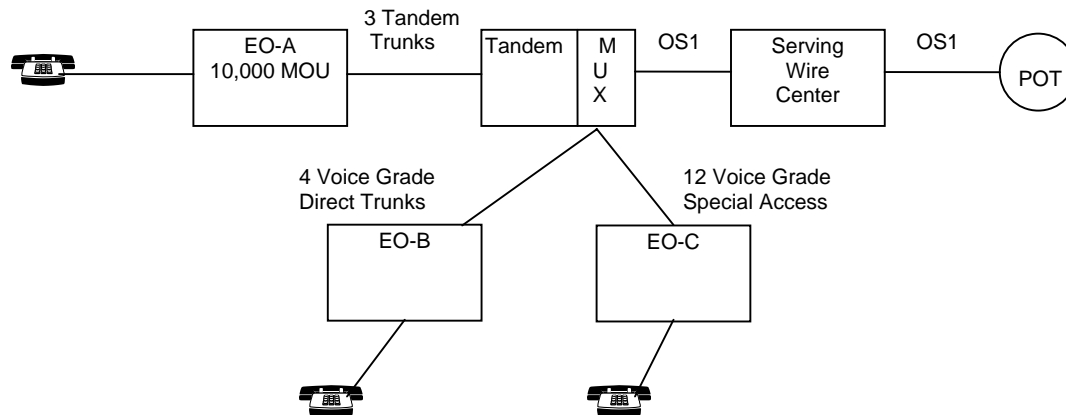 3 Tandem
Trunks
EO-A
10,000 MOU
Tandem
M
U
X
OS1
Serving
Wire
Center
OS1
POT
4 Voice Grade
Direct Trunks
12 Voice Grade
Special Access
EO-B
EO-C